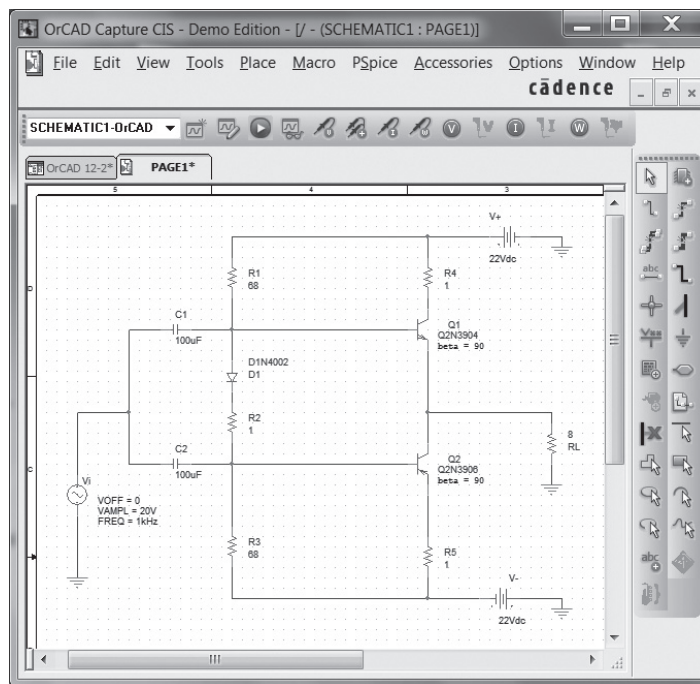 OrCAD Capture CIS - Demo Edition - [/ - (SCHEMATIC1 : PAGE1)]
File Edit View Tools Place Macro PSpice Accessories Options Window Help
cādence
SCHEMATIC1-OrCAD
OrCAD 12-2* PAGE1*
5 4 3
D
C
V+
22Vdc
R1
68
R4
1
C1
100uF
Q1
Q2N3904
beta = 90
D1N4002
D1
R2
1
8
RL
C2
100uF
Q2
Q2N3906
beta = 90
Vi
VOFF = 0
VAMPL = 20V
FREQ = 1kHz
R3
68
R5
1
V-
22Vdc